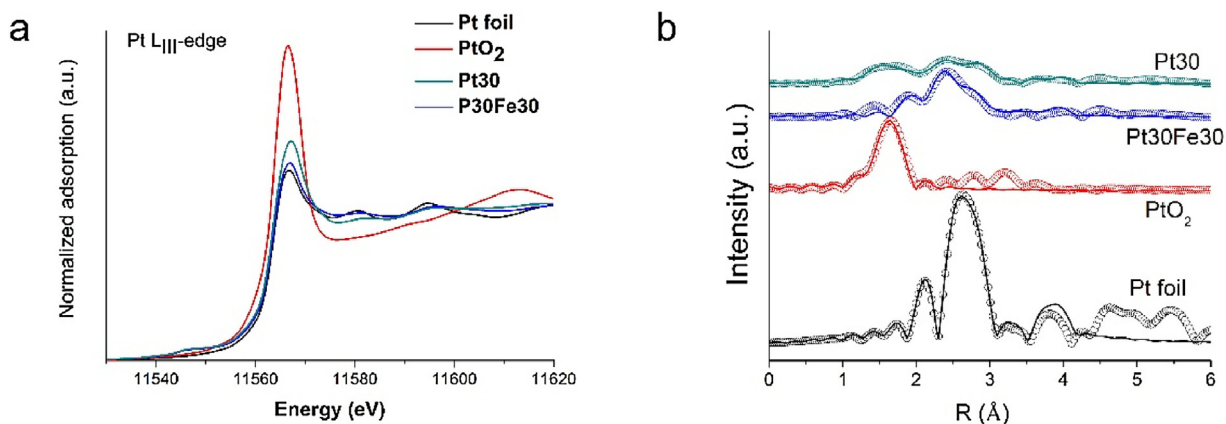 a
Pt L_III-edge
Pt foil
PtO2
Pt30
P30Fe30
Normalized adsorption (a.u.)
11540 11560 11580 11600 11620
Energy (eV)
b
Pt30
Pt30Fe30
PtO2
Pt foil
Intensity (a.u.)
0 1 2 3 4 5 6
R (Å)